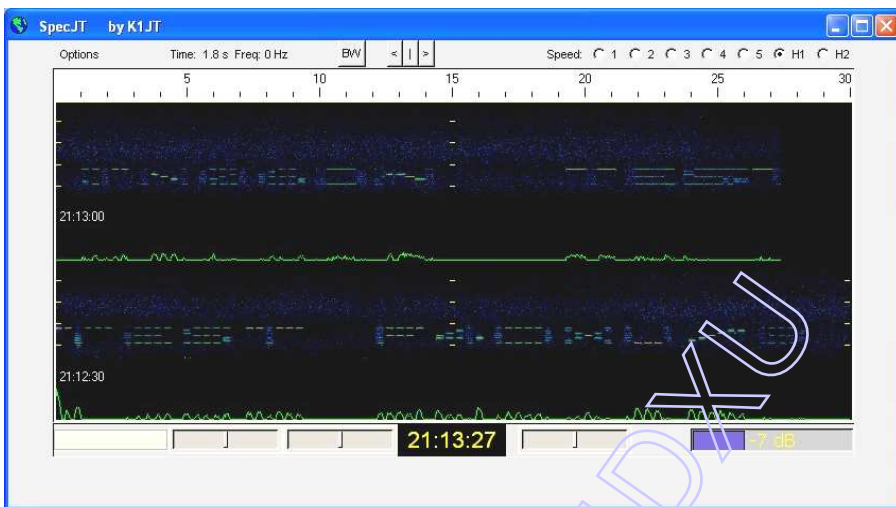 SpecJT by K1JT
Options Time: 1.8 s Freq: 0 Hz BW < | > Speed: 1 2 3 4 5 H1 H2
5 10 15 20 25 30
21:13:00
21:12:30
21:13:27 -7 dB
DXU